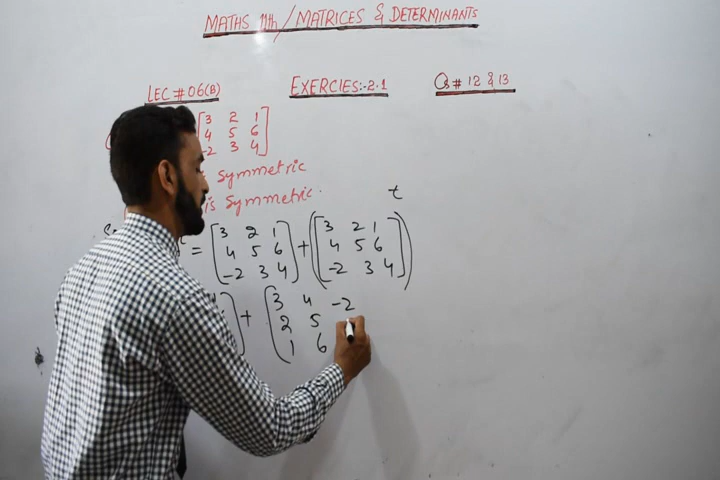 MATHS 11th / MATRICES & DETERMINANTS
LEC # 06(B) EXERCIES:-2.1 Qs # 12 & 13
3 2 1
4 5 6
-2 3 4
symmetric
is Symmetric.
t
= [3 2 1 + ([3 2 1
4 5 6 4 5 6
-2 3 4] -2 3 4])
+ [3 4 -2
2 5
1 6